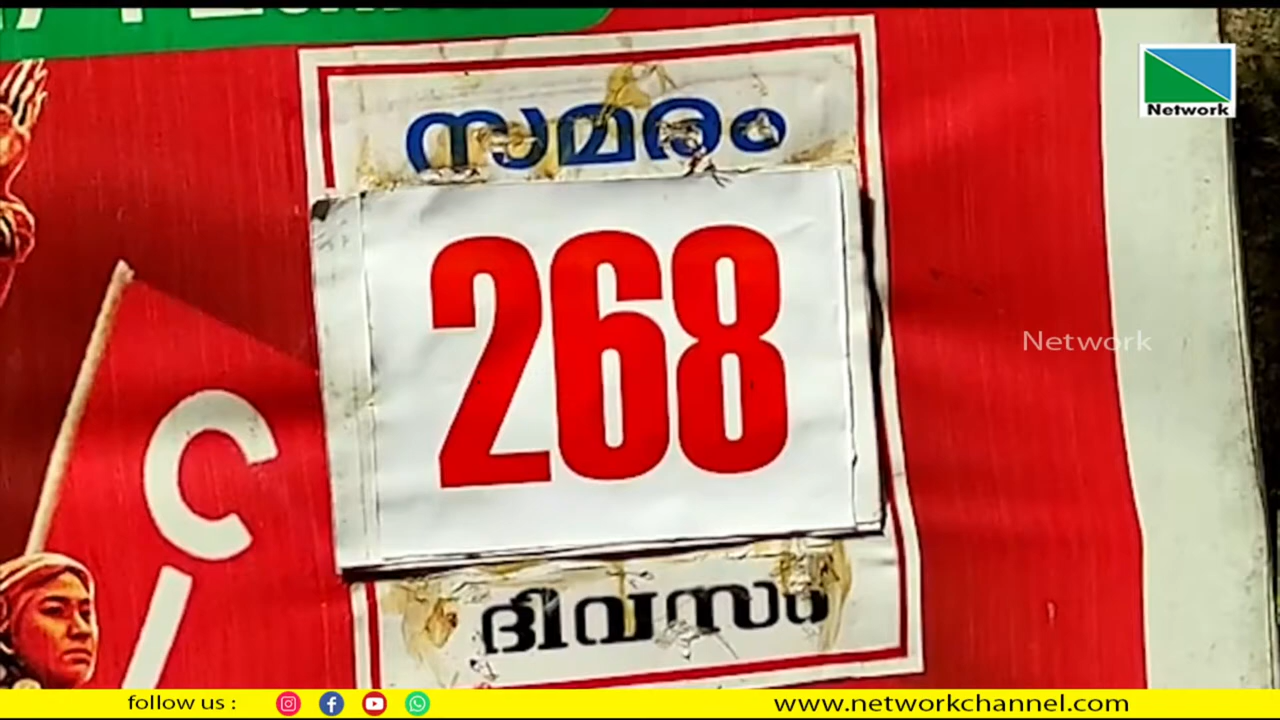 Network
സമരം
268
Network
ദിവസം
follow us :
www.networkchannel.com